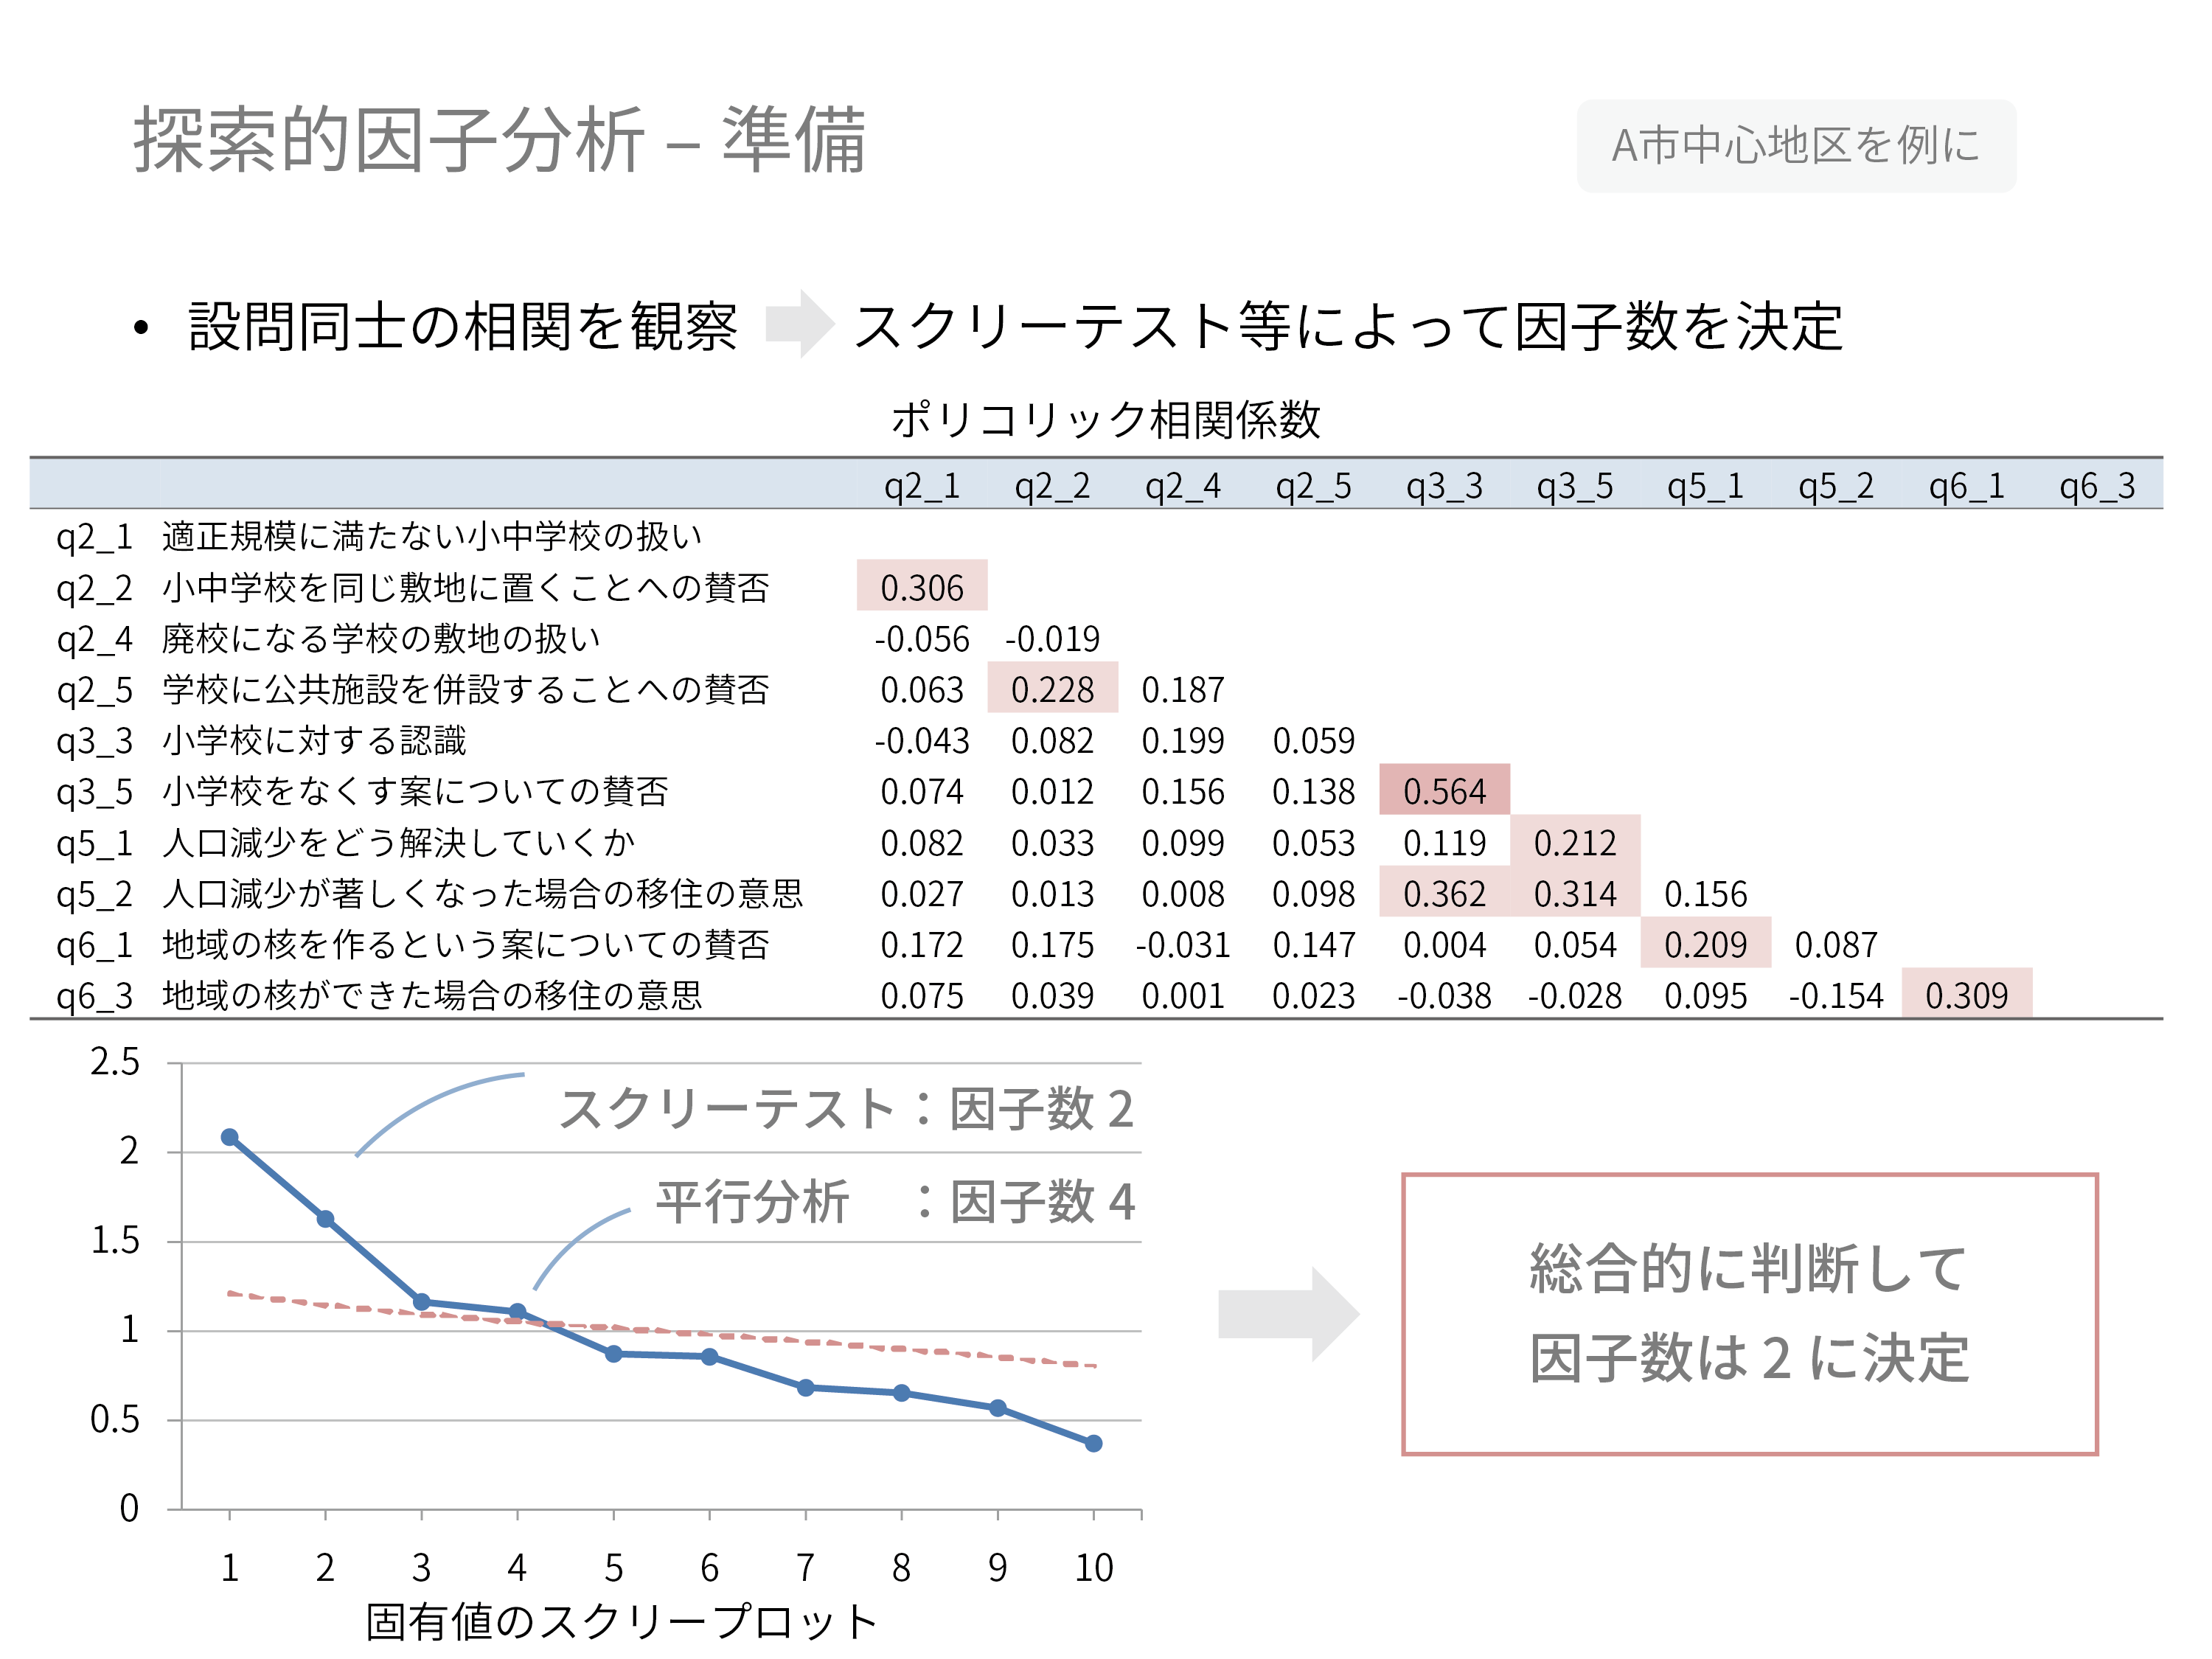 探索的因子分析 – 準備
A市中心地区を例に
• 設問同士の相関を観察 スクリーテスト等によって因子数を決定
ポリコリック相関係数
q2_1 q2_2 q2_4 q2_5 q3_3 q3_5 q5_1 q5_2 q6_1 q6_3
q2_1 適正規模に満たない小中学校の扱い
q2_2 小中学校を同じ敷地に置くことへの賛否 0.306
q2_4 廃校になる学校の敷地の扱い -0.056 -0.019
q2_5 学校に公共施設を併設することへの賛否 0.063 0.228 0.187
q3_3 小学校に対する認識 -0.043 0.082 0.199 0.059
q3_5 小学校をなくす案についての賛否 0.074 0.012 0.156 0.138 0.564
q5_1 人口減少をどう解決していくか 0.082 0.033 0.099 0.053 0.119 0.212
q5_2 人口減少が著しくなった場合の移住の意思 0.027 0.013 0.008 0.098 0.362 0.314 0.156
q6_1 地域の核を作るという案についての賛否 0.172 0.175 -0.031 0.147 0.004 0.054 0.209 0.087
q6_3 地域の核ができた場合の移住の意思 0.075 0.039 0.001 0.023 -0.038 -0.028 0.095 -0.154 0.309
2.5
2
1.5
1
0.5
0
スクリーテスト：因子数 2
平行分析 ：因子数 4
1 2 3 4 5 6 7 8 9 10
固有値のスクリープロット
総合的に判断して
因子数は 2 に決定